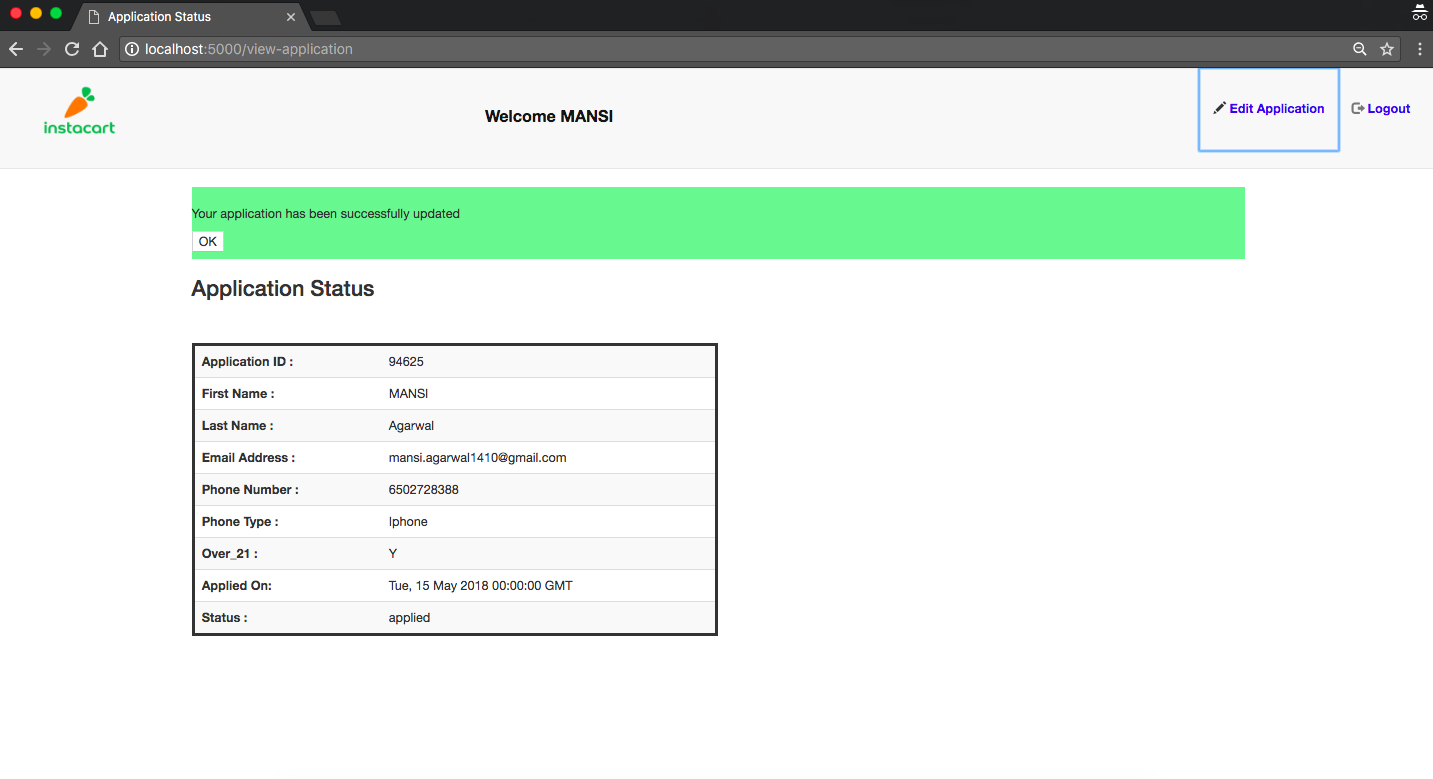 Application Status
localhost:5000/view-application
instacart
Welcome MANSI
Edit Application
Logout
Your application has been successfully updated
OK
Application Status
Application ID : 94625
First Name : MANSI
Last Name : Agarwal
Email Address : mansi.agarwal1410@gmail.com
Phone Number : 6502728388
Phone Type : Iphone
Over_21 : Y
Applied On: Tue, 15 May 2018 00:00:00 GMT
Status : applied